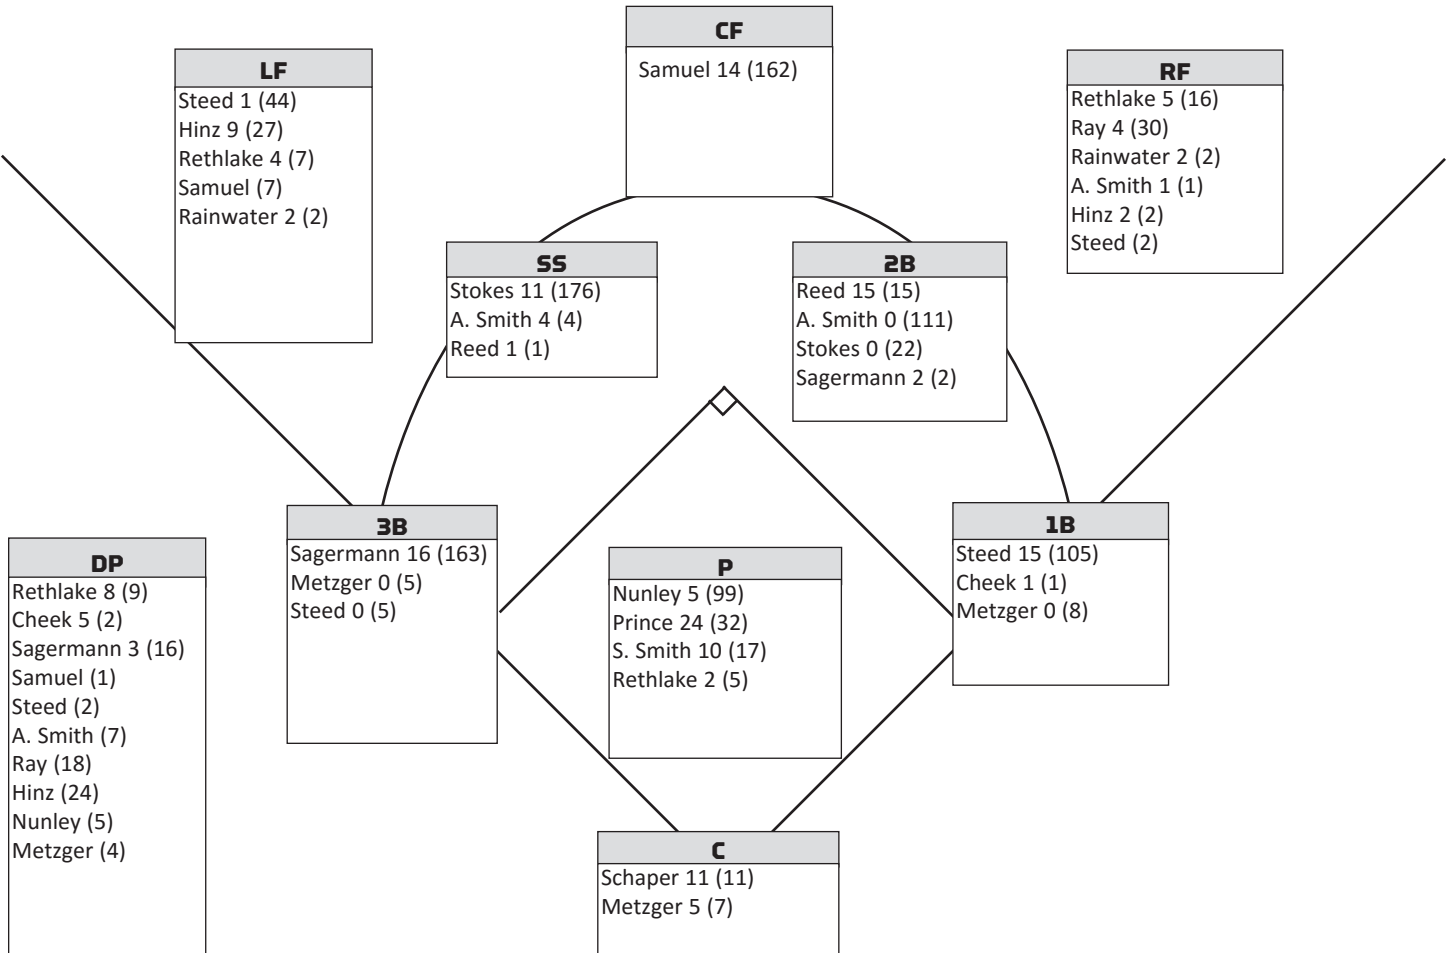 CF
Samuel 14 (162)
LF
Steed 1 (44)
Hinz 9 (27)
Rethlake 4 (7)
Samuel (7)
Rainwater 2 (2)
RF
Rethlake 5 (16)
Ray 4 (30)
Rainwater 2 (2)
A. Smith 1 (1)
Hinz 2 (2)
Steed (2)
SS
Stokes 11 (176)
A. Smith 4 (4)
Reed 1 (1)
2B
Reed 15 (15)
A. Smith 0 (111)
Stokes 0 (22)
Sagermann 2 (2)
3B
Sagermann 16 (163)
Metzger 0 (5)
Steed 0 (5)
1B
Steed 15 (105)
Cheek 1 (1)
Metzger 0 (8)
DP
Rethlake 8 (9)
Cheek 5 (2)
Sagermann 3 (16)
Samuel (1)
Steed (2)
A. Smith (7)
Ray (18)
Hinz (24)
Nunley (5)
Metzger (4)
P
Nunley 5 (99)
Prince 24 (32)
S. Smith 10 (17)
Rethlake 2 (5)
C
Schaper 11 (11)
Metzger 5 (7)